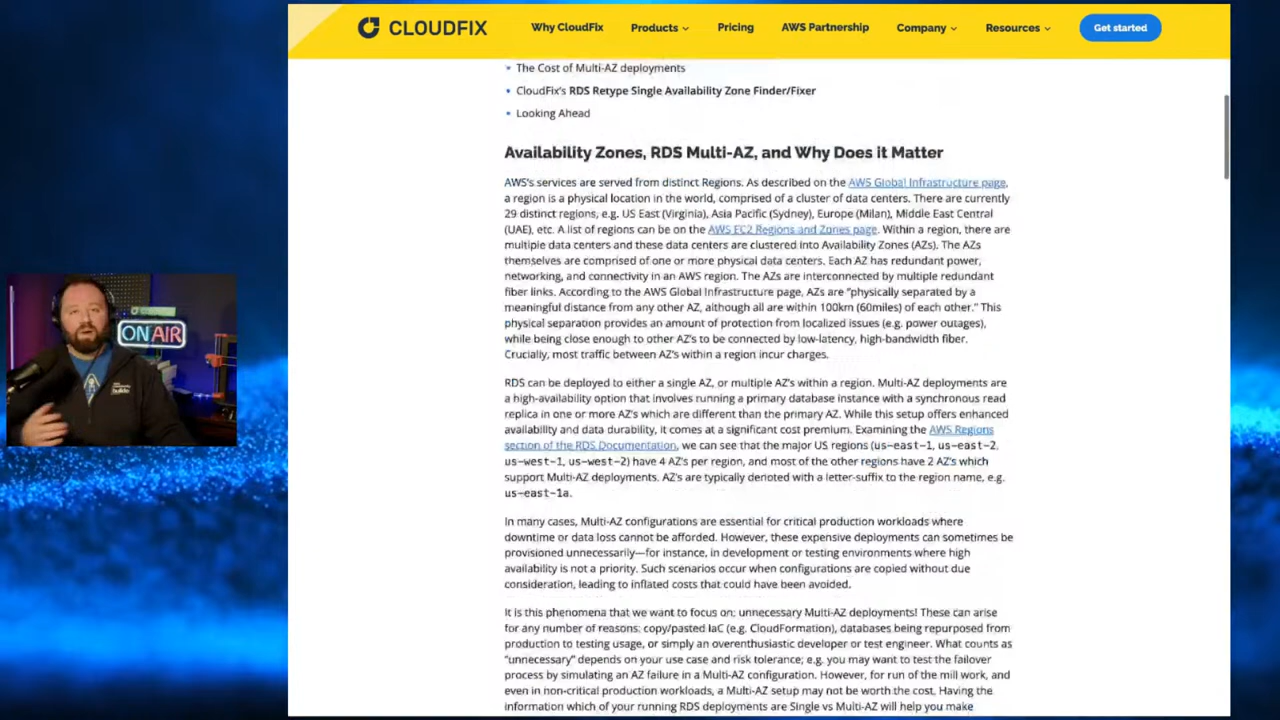 CLOUDFIX
Why CloudFix
Products
Pricing
AWS Partnership
Company
Resources
Get started
The Cost of Multi-AZ deployments
CloudFix's RDS Retype Single Availability Zone Finder/Fixer
Looking Ahead
Availability Zones, RDS Multi-AZ, and Why Does it Matter
AWS's services are served from distinct Regions. As described on the AWS Global Infrastructure page,
a region is a physical location in the world, comprised of a cluster of data centers. There are currently
29 distinct regions, e.g. US East (Virginia), Asia Pacific (Sydney), Europe (Milan), Middle East Central
(UAE), etc. A list of regions can be on the AWS EC2 Regions and Zones page. Within a region, there are
multiple data centers and these data centers are clustered into Availability Zones (AZs). The AZs
themselves are comprised of one or more physical data centers. Each AZ has redundant power,
networking, and connectivity in an AWS region. The AZs are interconnected by multiple redundant
fiber links. According to the AWS Global Infrastructure page, AZs are "physically separated by a
meaningful distance from any other AZ, although all are within 100km (60miles) of each other." This
physical separation provides an amount of protection from localized issues (e.g. power outages),
while being close enough to other AZ's to be connected by low-latency, high-bandwidth fiber.
Crucially, most traffic between AZ's within a region incur charges.
RDS can be deployed to either a single AZ, or multiple AZ's within a region. Multi-AZ deployments are
a high-availability option that involves running a primary database instance with a synchronous read
replica in one or more AZ's which are different than the primary AZ. While this setup offers enhanced
availability and data durability, it comes at a significant cost premium. Examining the AWS Regions
section of the RDS Documentation, we can see that the major US regions (us-east-1, us-east-2,
us-west-1, us-west-2) have 4 AZ's per region, and most of the other regions have 2 AZ's which
support Multi-AZ deployments. AZ's are typically denoted with a letter-suffix to the region name, e.g.
us-east-1a.
In many cases, Multi-AZ configurations are essential for critical production workloads where
downtime or data loss cannot be afforded. However, these expensive deployments can sometimes be
provisioned unnecessarily—for instance, in development or testing environments where high
availability is not a priority. Such scenarios occur when configurations are copied without due
consideration, leading to inflated costs that could have been avoided.
It is this phenomena that we want to focus on; unnecessary Multi-AZ deployments! These can arise
for any number of reasons: copy/pasted IaC (e.g. CloudFormation), databases being repurposed from
production to testing usage, or simply an overenthusiastic developer or test engineer. What counts as
"unnecessary" depends on your use case and risk tolerance; e.g. you may want to test the failover
process by simulating an AZ failure in a Multi-AZ configuration. However, for run of the mill work, and
even in non-critical production workloads, a Multi-AZ setup may not be worth the cost. Having the
information which of your running RDS deployments are Single vs Multi-AZ will help you make
ON AIR